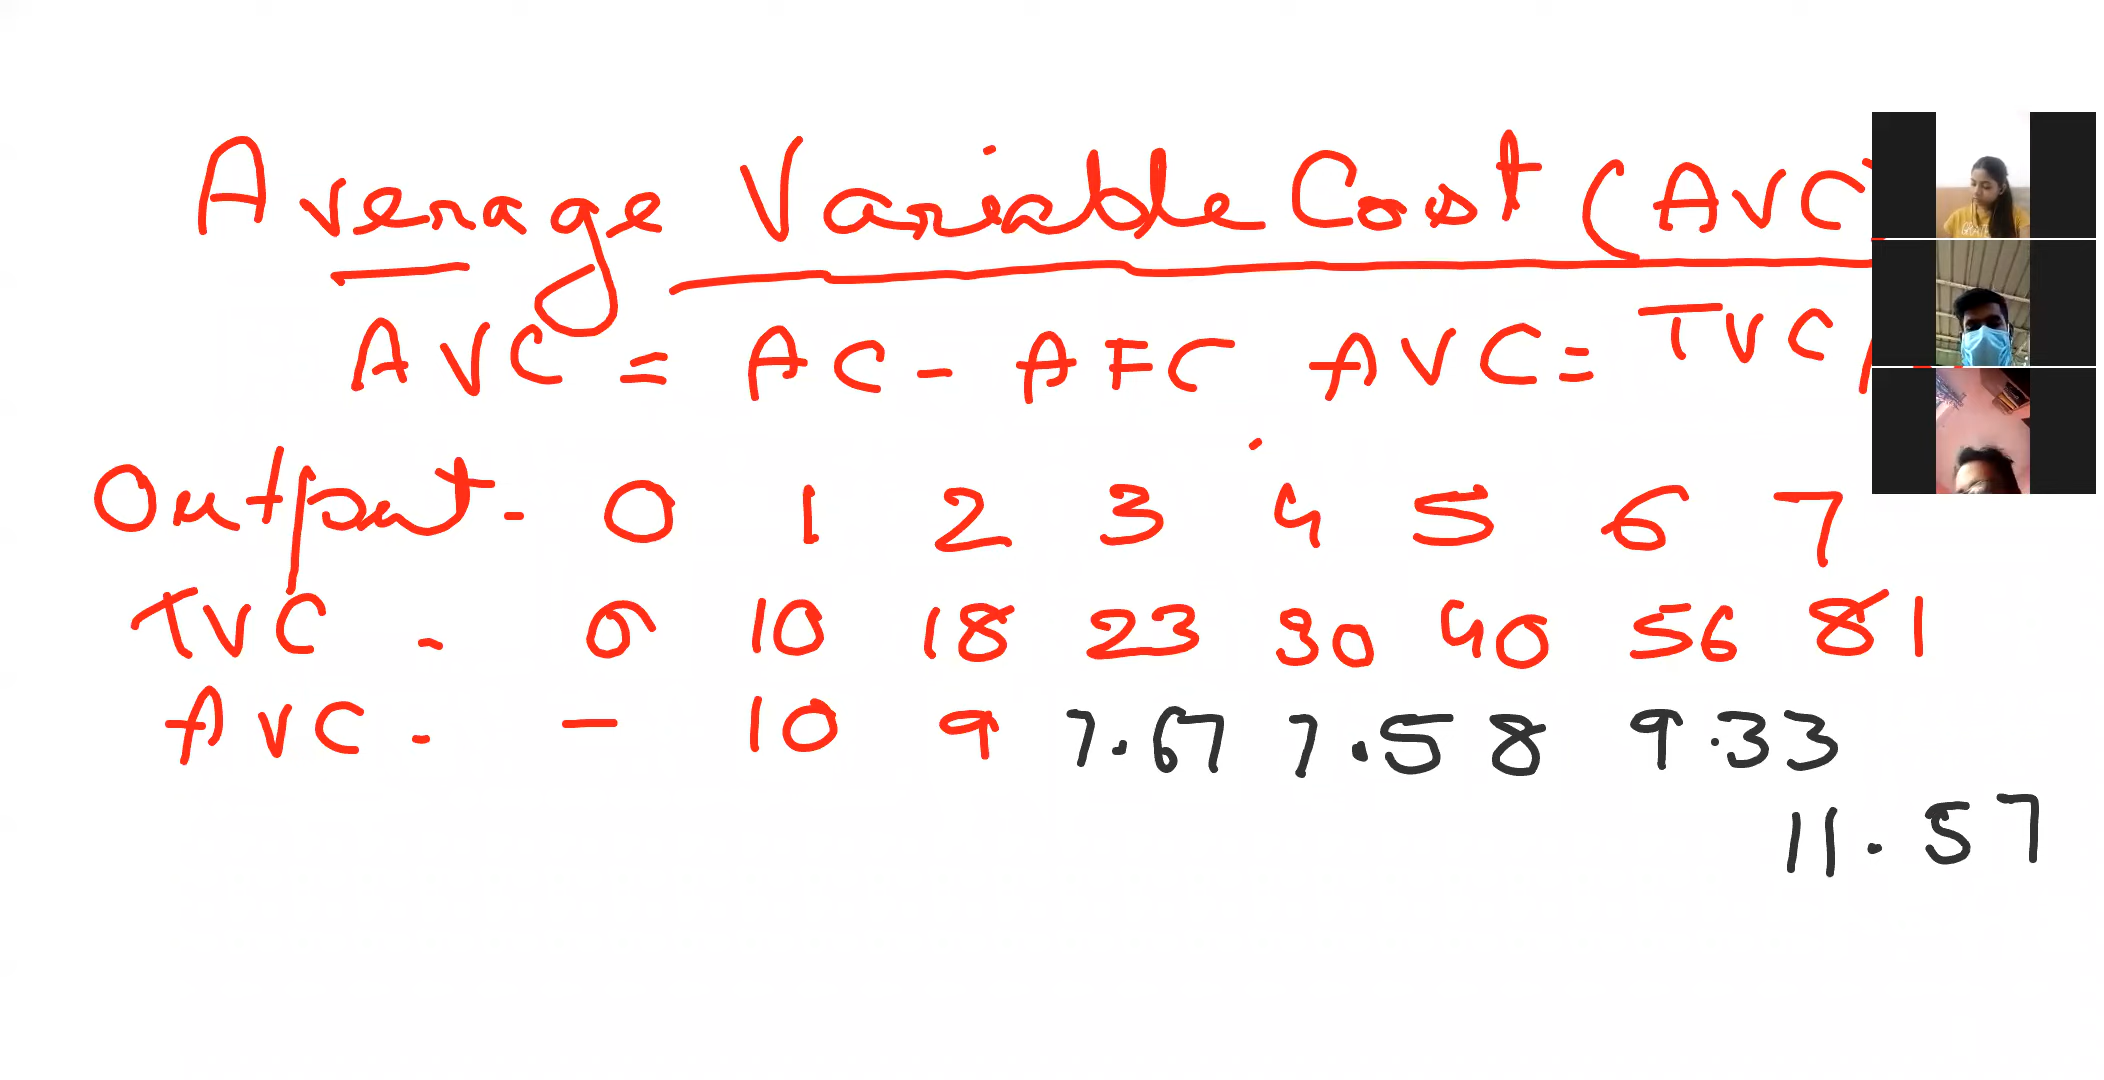 Average Variable Cost (AVC)
AVC = AC - AFC AVC = TVC/
Output - 0 1 2 3 4 5 6 7
TVC - 0 10 18 23 30 40 56 81
AVC - - 10 9 7.67 7.5 8 9.33
11.57